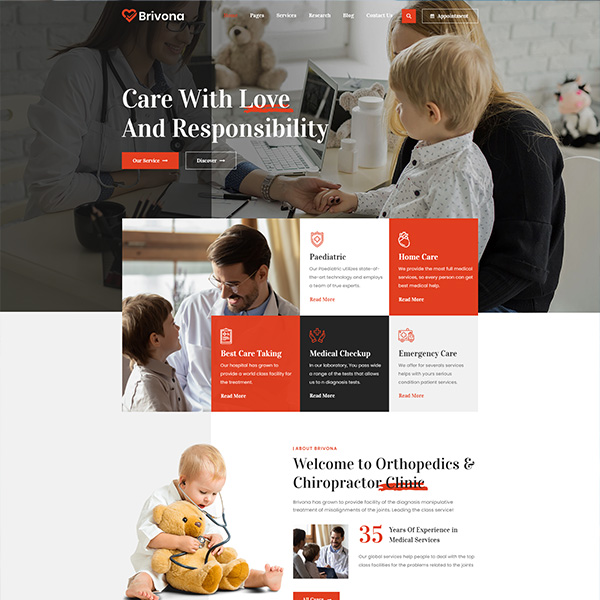 Brivona
Home Pages Services Research Blog Contact Us Appointment
Care With Love
And Responsibility
Our Service
Discover
Paediatric
Our Paediatric utilizes state-of-
the-art technology and employs
a team of true experts.
Read More
Home Care
We provide the most full medical
services, so every person can get
best medical help.
Read More
Best Care Taking
Our hospital has grown to
provide a world class facility for
the treatment.
Read More
Medical Checkup
In our laboratory, You pass wide
a range of the tests that allows
us to n diagnosis tests.
Read More
Emergency Care
We offer for severals services
helps with yours serious
condition patient services.
Read More
ABOUT BRIVONA
Welcome to Orthopedics &
Chiropractor Clinic
Brivona has grown to provide facility of the diagnosis manipulative
treatment of misalignments of the joints. Leading the class service!
35
Years Of Experience in
Medical Services
Our global services help people to deal with the top
class facilities for the problems related to the joints